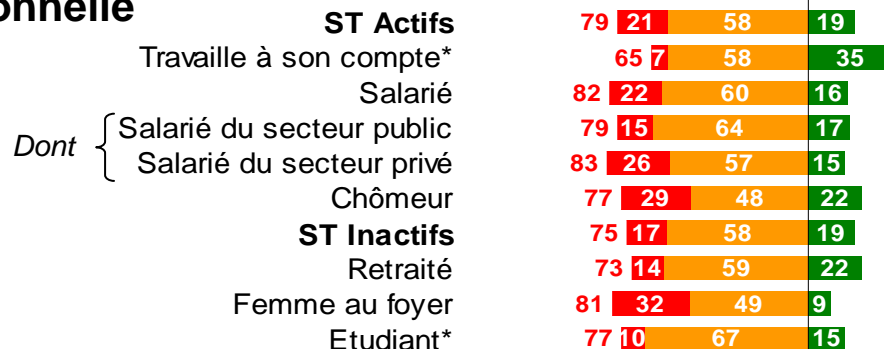 onnelle
ST Actifs 79 21 58 19
Travaille à son compte* 65 7 58 35
Salarié 82 22 60 16
Dont
Salarié du secteur public 79 15 64 17
Salarié du secteur privé 83 26 57 15
Chômeur 77 29 48 22
ST Inactifs 75 17 58 19
Retraité 73 14 59 22
Femme au foyer 81 32 49 9
Etudiant* 77 10 67 15